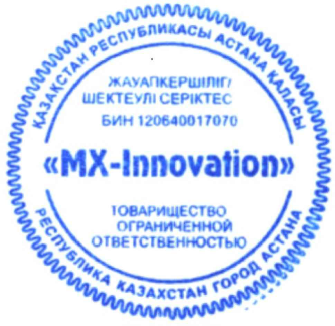 ҚАЗАҚСТАН РЕСПУБЛИКАСЫ АСТАНА ҚАЛАСЫ
ЖАУАПКЕРШІЛІГІ
ШЕКТЕУЛІ СЕРІКТЕС
БИН 120640017070
«MX-Innovation»
ТОВАРИЩЕСТВО
ОГРАНИЧЕННОЙ
ОТВЕТСТВЕННОСТЬЮ
РЕСПУБЛИКА КАЗАХСТАН ГОРОД АСТАНА